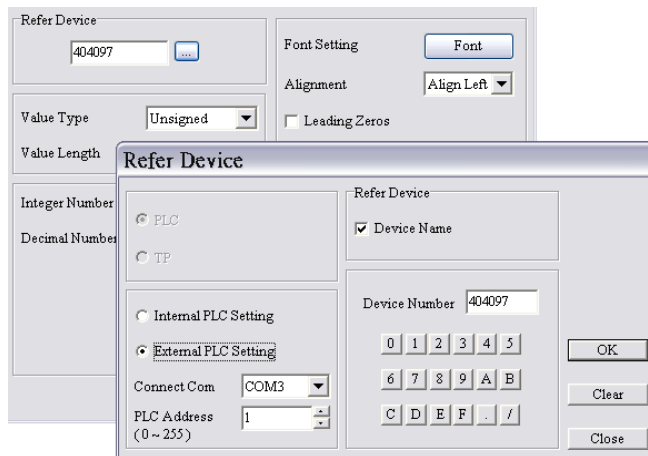 Refer Device
404097
...
Font Setting
Font
Alignment
Align Left
Leading Zeros
Value Type
Unsigned
Value Length
Integer Number
Decimal Number
Refer Device
PLC
TP
Refer Device
Device Name
Internal PLC Setting
External PLC Setting
Connect Com
COM3
PLC Address
1
(0 ~ 255)
Device Number
404097
0 1 2 3 4 5
6 7 8 9 A B
C D E F . /
OK
Clear
Close